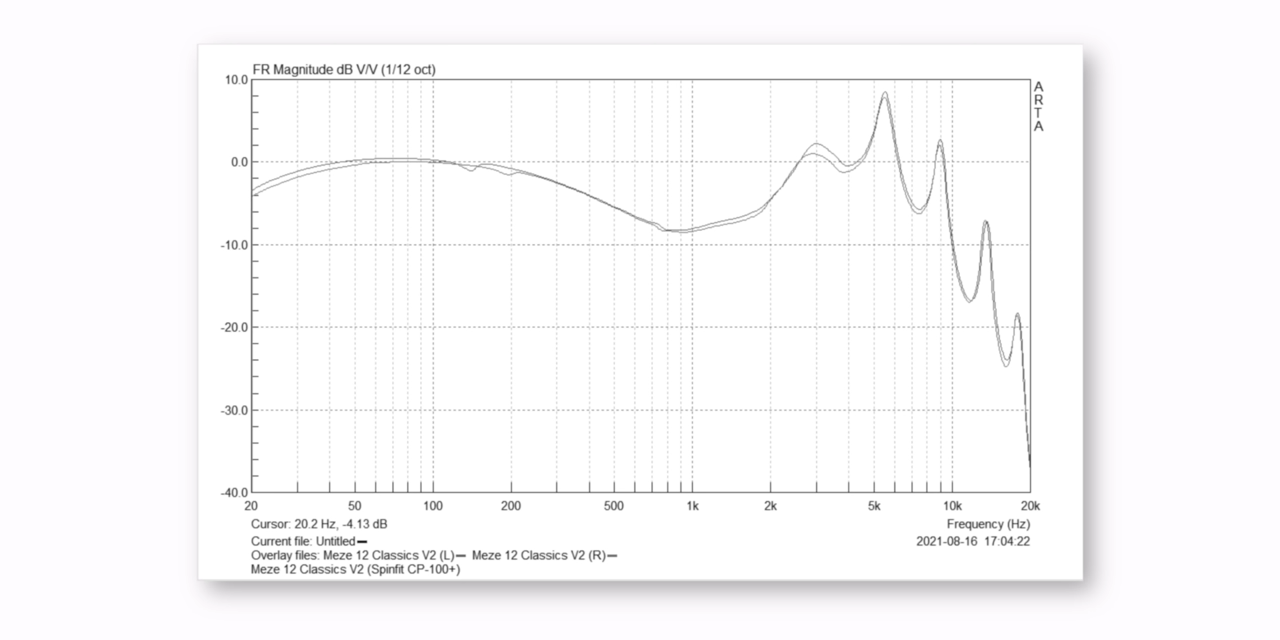 FR Magnitude dB V/V (1/12 oct)
10.0
0.0
-10.0
-20.0
-30.0
-40.0
A
R
T
A
20 50 100 200 500 1k 2k 5k 10k 20k
Cursor: 20.2 Hz, -4.13 dB Frequency (Hz)
Current file: Untitled 2021-08-16 17:04:22
Overlay files: Meze 12 Classics V2 (L) Meze 12 Classics V2 (R)
Meze 12 Classics V2 (Spinfit CP-100+)